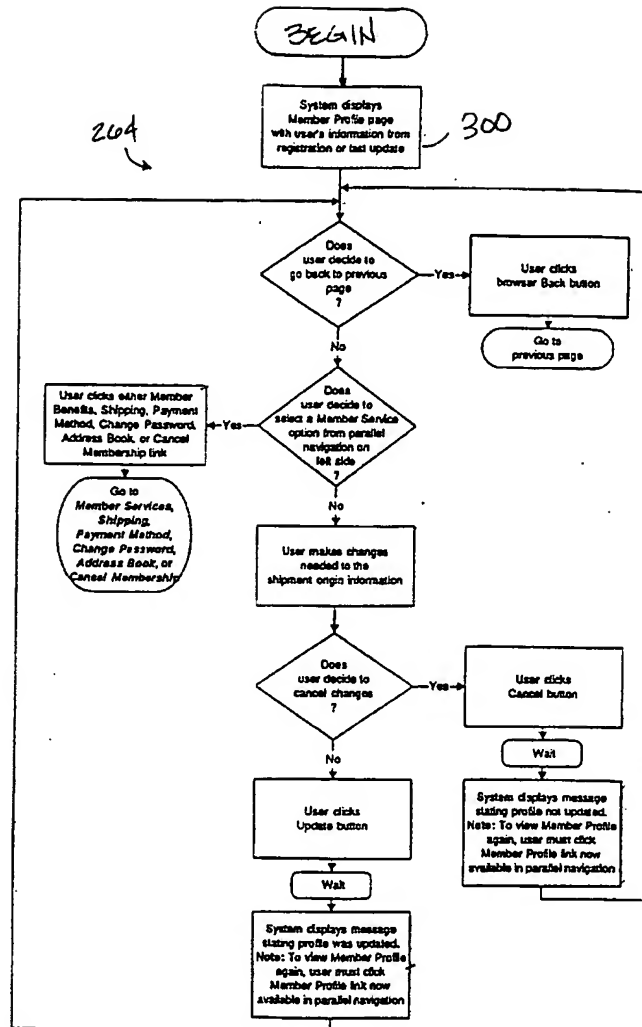 BEGIN
System displays
Member Profile page
with user's information from
registration or last update
300
264
Does
user decide to
go back to previous
page
?
Yes
User clicks
browser Back button
Go to
previous page
No
Does
user decide to
select a Member Service
option from parallel
navigation on
left side
?
Yes
User clicks either Member
Benefits, Shipping, Payment
Method, Change Password,
Address Book, or Cancel
Membership link
Go to
Member Services,
Shipping,
Payment Method,
Change Password,
Address Book, or
Cancel Membership
No
User makes changes
needed to the
shipment origin information
Does
user decide to
cancel changes
?
Yes
User clicks
Cancel button
Wait
System displays message
stating profile not updated.
Note: To view Member Profile
again, user must click
Member Profile link now
available in parallel navigation
No
User clicks
Update button
Wait
System displays message
stating profile was updated.
Note: To view Member Profile
again, user must click
Member Profile link now
available in parallel navigation